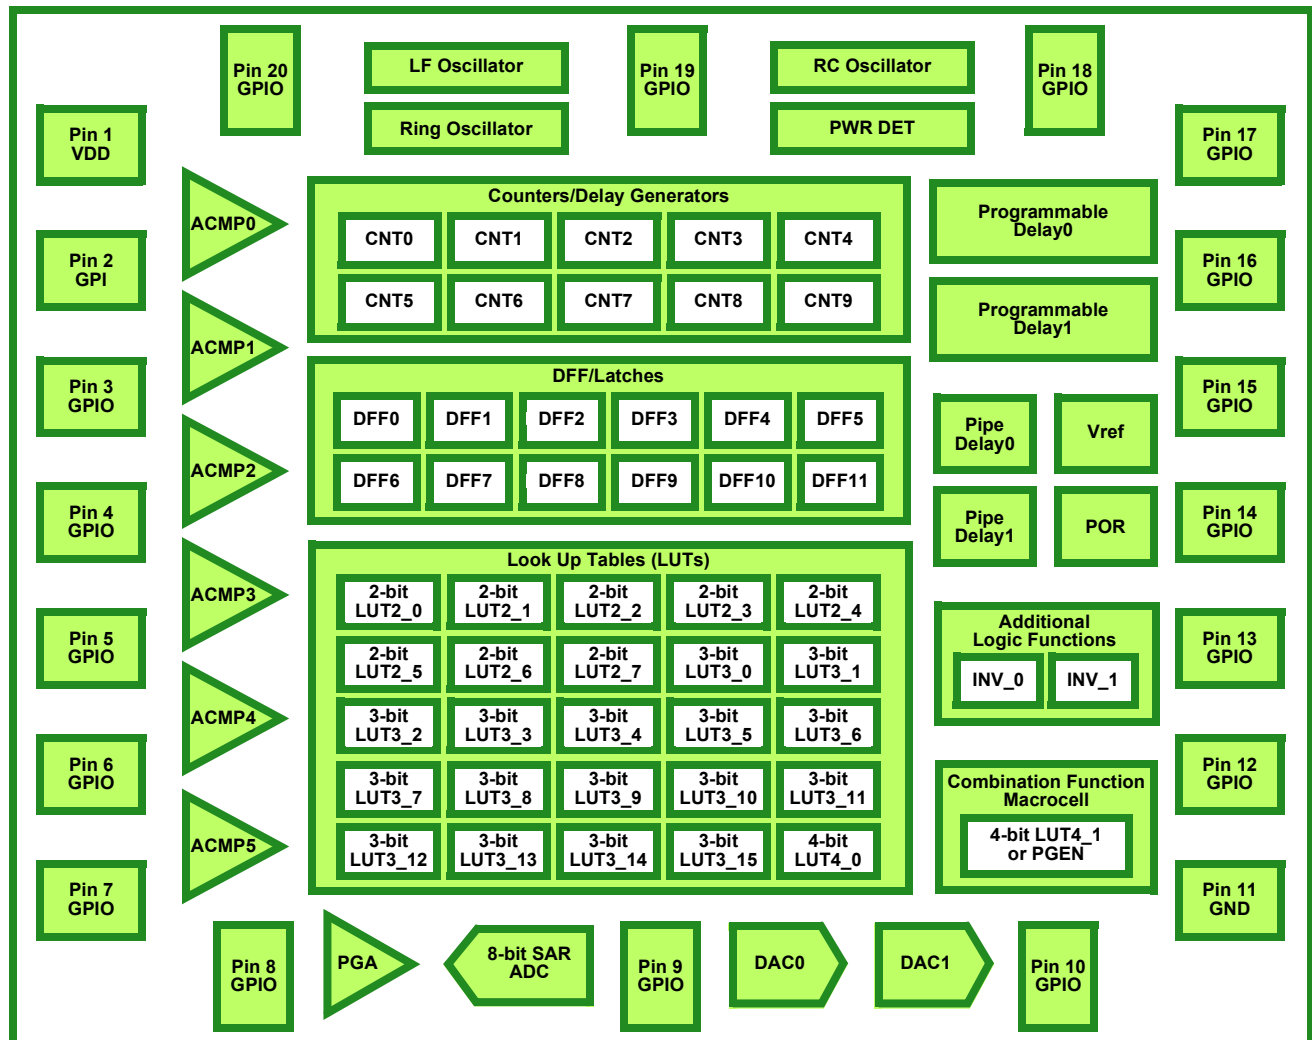 Pin 20
GPIO
LF Oscillator
Ring Oscillator
Pin 19
GPIO
RC Oscillator
PWR DET
Pin 18
GPIO
Pin 1
VDD
Pin 2
GPI
Pin 3
GPIO
Pin 4
GPIO
Pin 5
GPIO
Pin 6
GPIO
Pin 7
GPIO
ACMP0
ACMP1
ACMP2
ACMP3
ACMP4
ACMP5
Counters/Delay Generators
CNT0 CNT1 CNT2 CNT3 CNT4
CNT5 CNT6 CNT7 CNT8 CNT9
DFF/Latches
DFF0 DFF1 DFF2 DFF3 DFF4 DFF5
DFF6 DFF7 DFF8 DFF9 DFF10 DFF11
Look Up Tables (LUTs)
2-bit 2-bit 2-bit 2-bit 2-bit
LUT2_0 LUT2_1 LUT2_2 LUT2_3 LUT2_4
2-bit 2-bit 2-bit 3-bit 3-bit
LUT2_5 LUT2_6 LUT2_7 LUT3_0 LUT3_1
3-bit 3-bit 3-bit 3-bit 3-bit
LUT3_2 LUT3_3 LUT3_4 LUT3_5 LUT3_6
3-bit 3-bit 3-bit 3-bit 3-bit
LUT3_7 LUT3_8 LUT3_9 LUT3_10 LUT3_11
3-bit 3-bit 3-bit 3-bit 4-bit
LUT3_12 LUT3_13 LUT3_14 LUT3_15 LUT4_0
Programmable
Delay0
Programmable
Delay1
Pipe
Delay0
Vref
Pipe
Delay1
POR
Additional
Logic Functions
INV_0 INV_1
Combination Function
Macrocell
4-bit LUT4_1
or PGEN
Pin 17
GPIO
Pin 16
GPIO
Pin 15
GPIO
Pin 14
GPIO
Pin 13
GPIO
Pin 12
GPIO
Pin 11
GND
Pin 8
GPIO
PGA
8-bit SAR
ADC
Pin 9
GPIO
DAC0
DAC1
Pin 10
GPIO